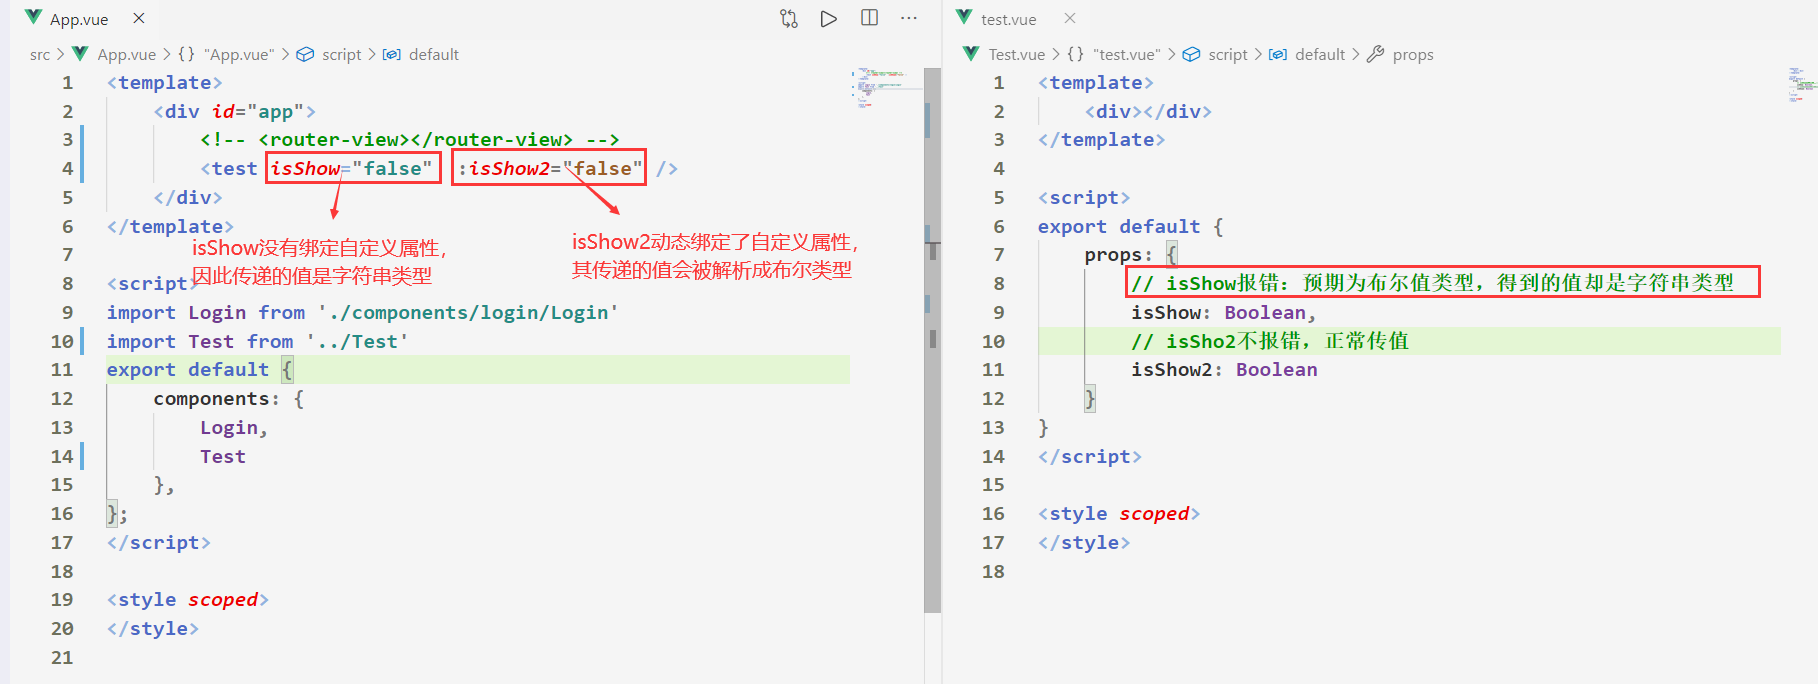 App.vue
src > App.vue > {} "App.vue" > script > default
1 <template>
2 <div id="app">
3 <!-- <router-view></router-view> -->
4 <test isShow="false" :isShow2="false" />
5 </div>
6 </template>
isShow没有绑定自定义属性，
因此传递的值是字符串类型
isShow2动态绑定了自定义属性，
其传递的值会被解析成布尔类型
7
8 <script>
9 import Login from './components/login/Login'
10 import Test from '../Test'
11 export default {
12 components: {
13 Login,
14 Test
15 },
16 };
17 </script>
18
19 <style scoped>
20 </style>
21
test.vue
Test.vue > {} "test.vue" > script > default > props
1 <template>
2 <div></div>
3 </template>
4
5 <script>
6 export default {
7 props: {
8 // isShow报错：预期为布尔值类型，得到的值却是字符串类型
9 isShow: Boolean,
10 // isSho2不报错，正常传值
11 isShow2: Boolean
12 }
13 }
14 </script>
15
16 <style scoped>
17 </style>
18